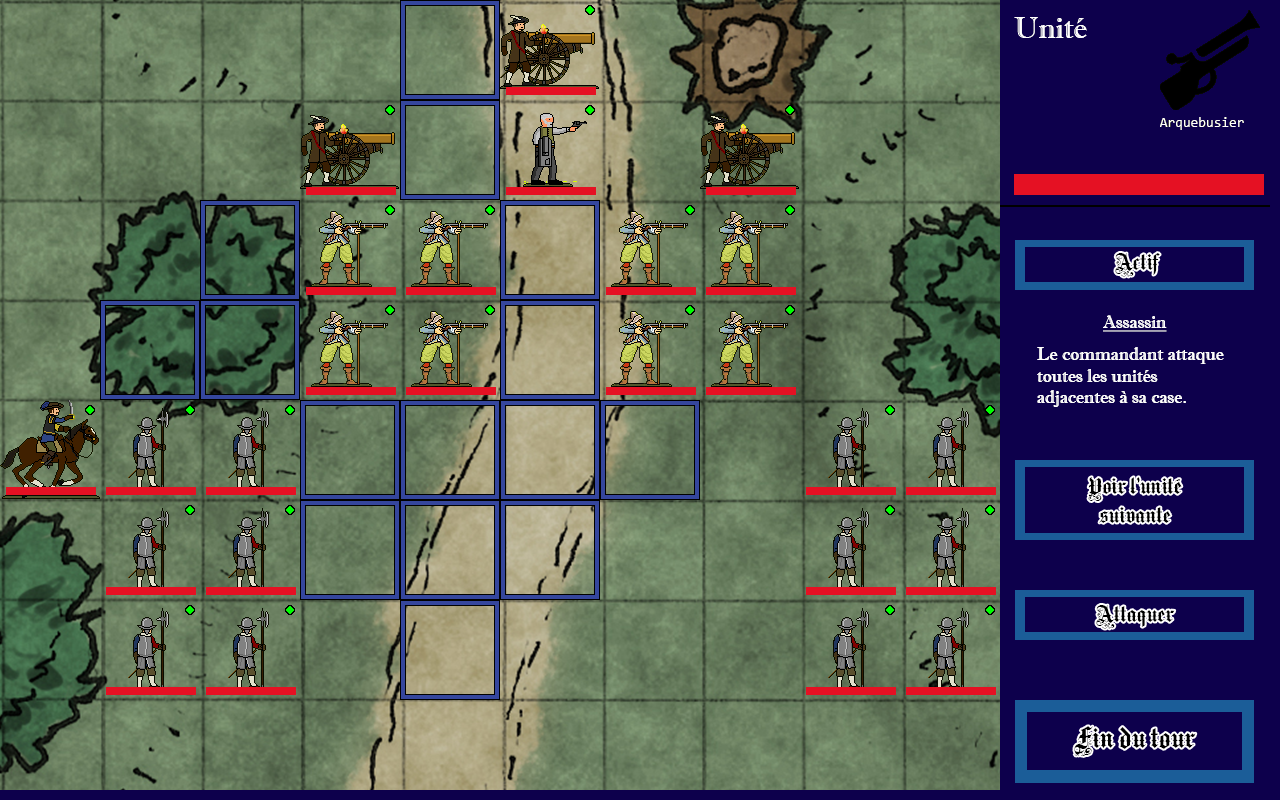 Unité
Arquebusier
Actif
Assassin
Le commandant attaque
toutes les unités
adjacentes à sa case.
Voir l'unité
suivante
Attaquer
Fin du tour